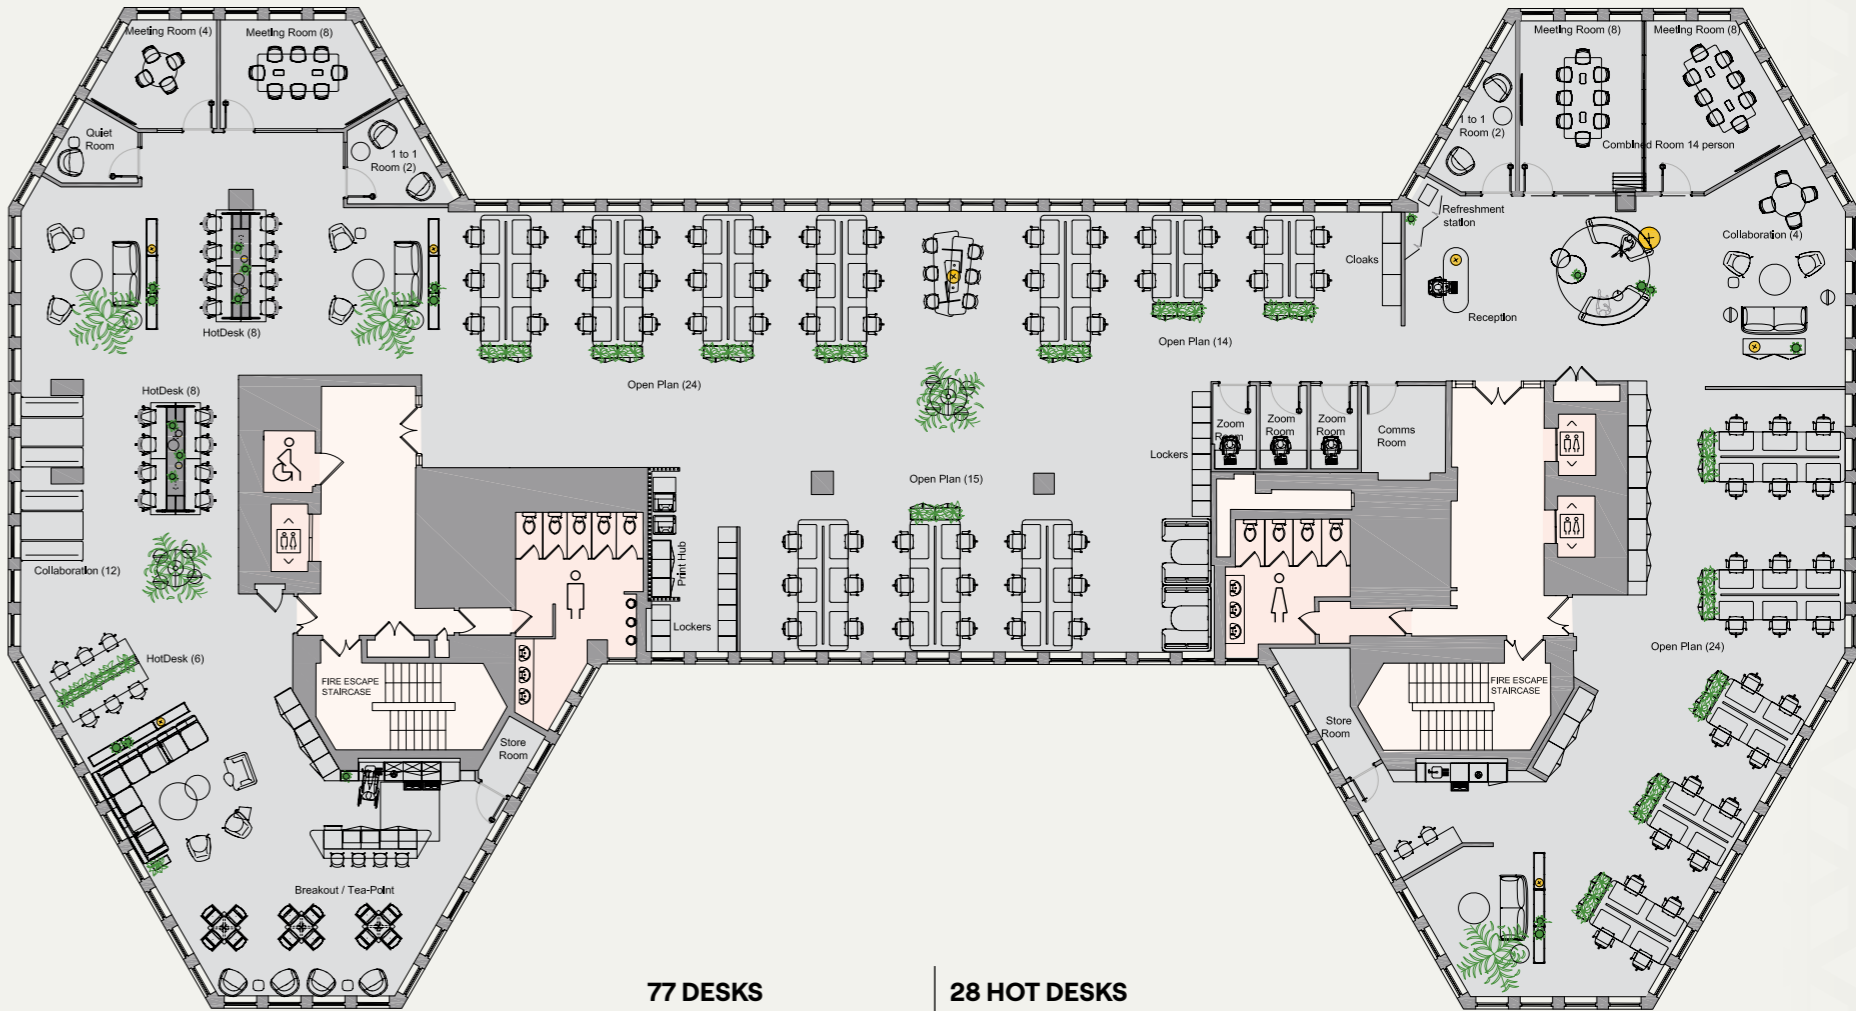 Meeting Room (4)
Meeting Room (8)
Meeting Room (8)
Meeting Room (8)
Quiet
Room
1 to 1
Room (2)
1 to 1
Room (2)
Combined Room 14 person
Refreshment
station
Collaboration (4)
Cloaks
Reception
HotDesk (8)
Open Plan (14)
Open Plan (24)
HotDesk (8)
Zoom
Room
Zoom
Room
Zoom
Room
Comms
Room
Lockers
Open Plan (15)
Collaboration (12)
Print Hub
Lockers
HotDesk (6)
Open Plan (24)
FIRE ESCAPE
STAIRCASE
FIRE ESCAPE
STAIRCASE
Store
Room
Store
Room
Breakout / Tea-Point
77 DESKS
28 HOT DESKS